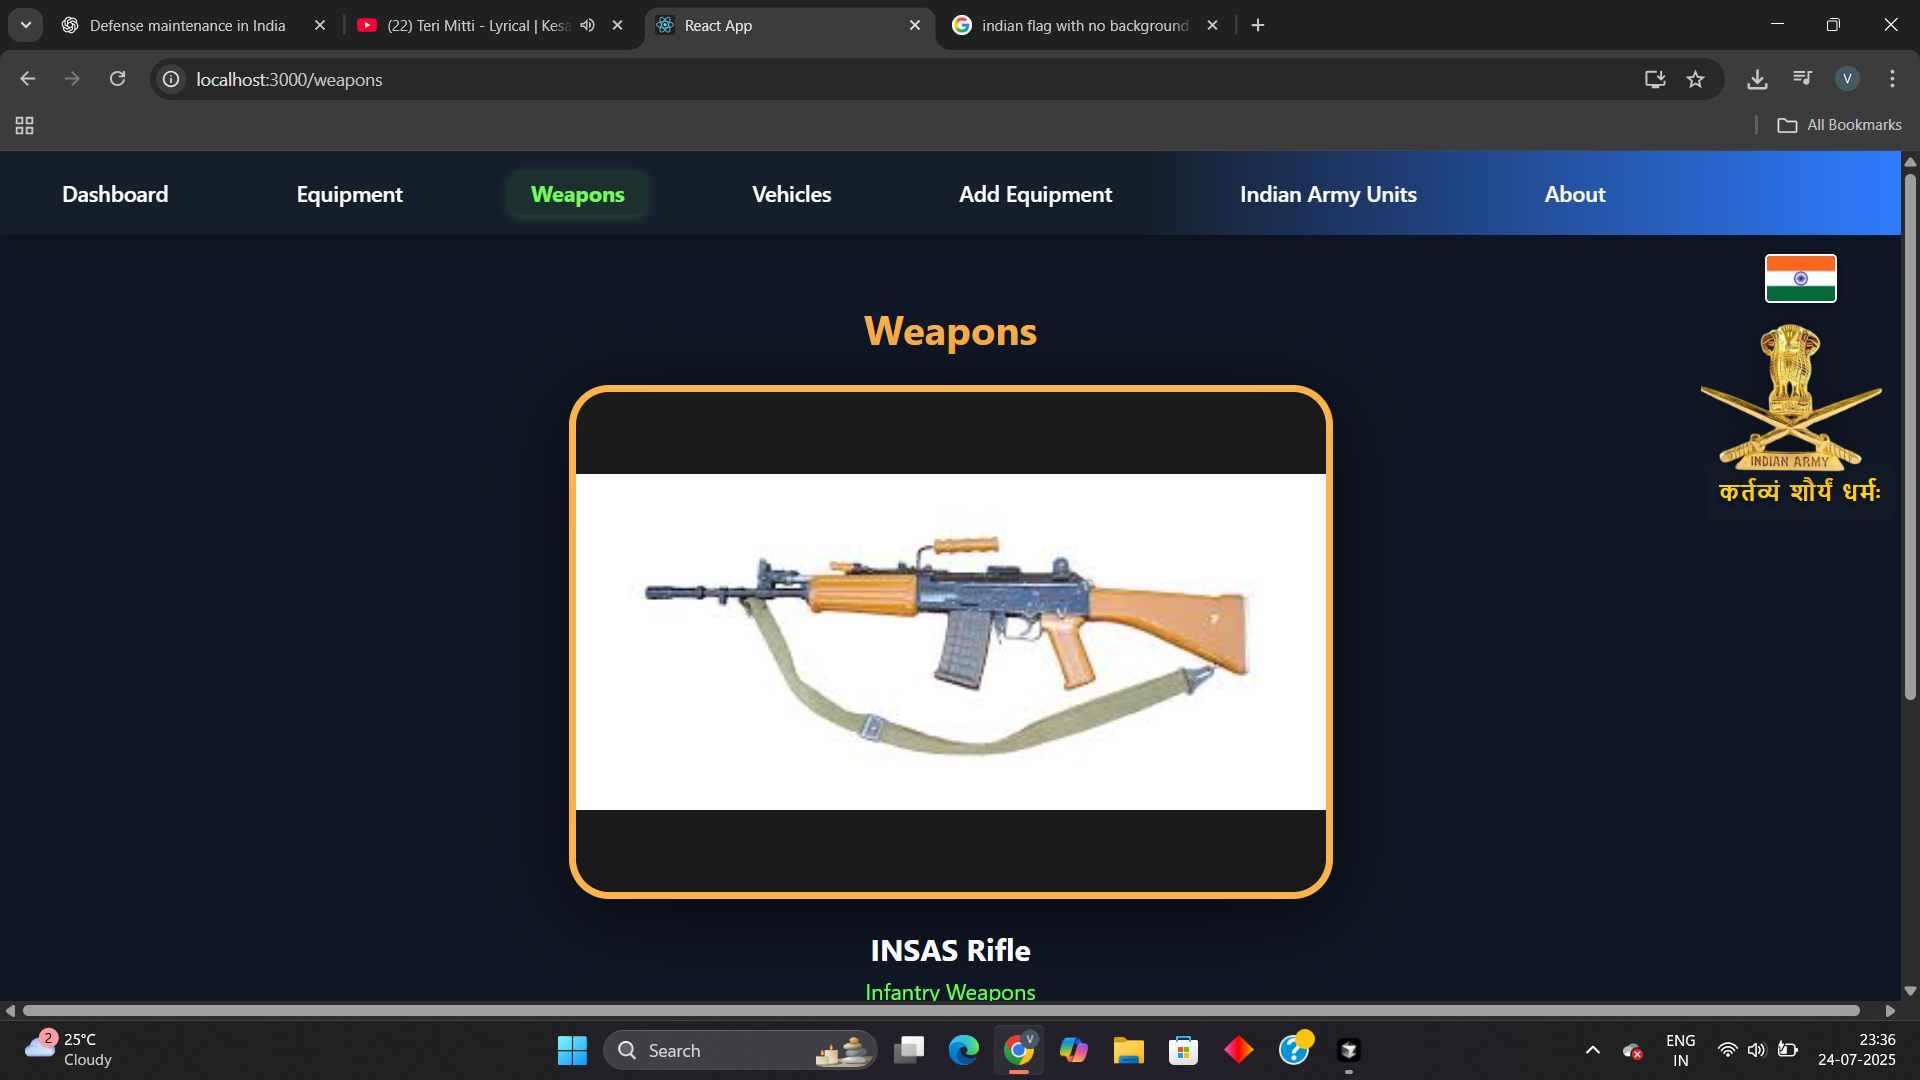 Defense maintenance in India
(22) Teri Mitti - Lyrical | Kesa
React App
indian flag with no background
localhost:3000/weapons
V
All Bookmarks
Dashboard
Equipment
Weapons
Vehicles
Add Equipment
Indian Army Units
About
Weapons
INDIAN ARMY
कर्तव्यं शौर्यं धर्मः
INSAS Rifle
Infantry Weapons
2
25°C
Cloudy
Search
V
ENG
IN
23:36
24-07-2025